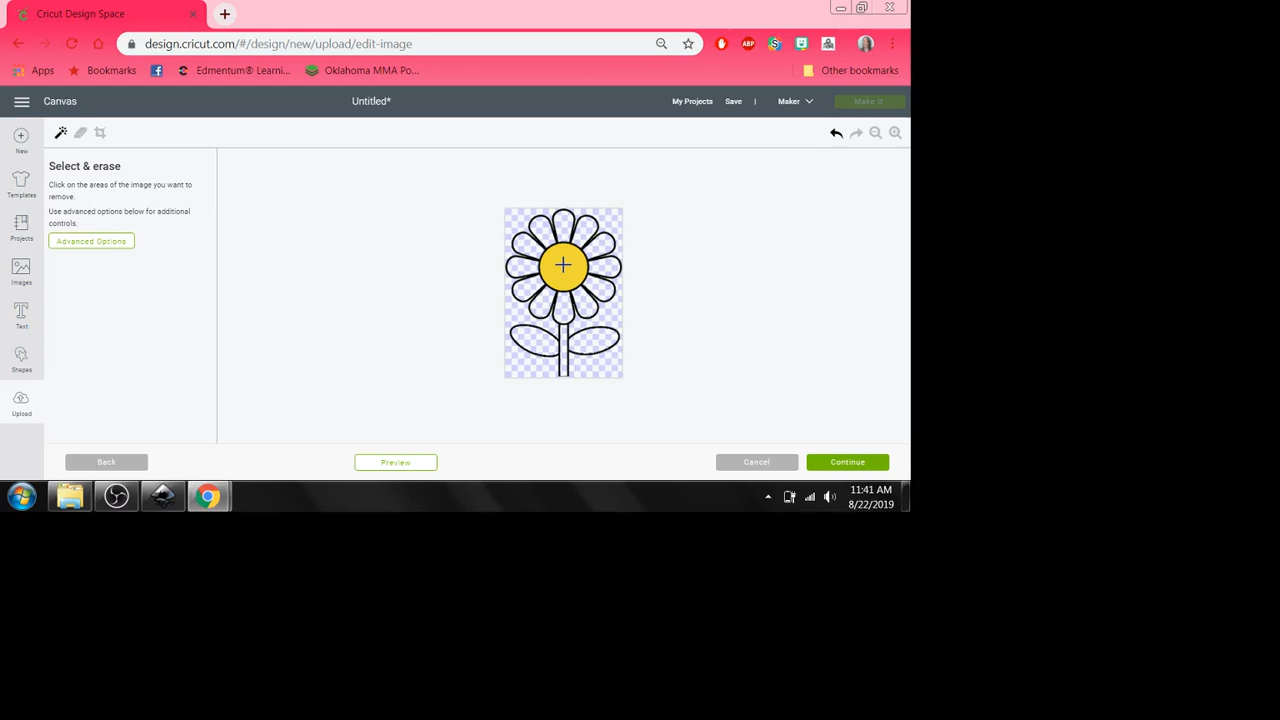 Cricut Design Space
design.cricut.com/#/design/new/upload/edit-image
ABP
Apps
Bookmarks
Edmentum® Learni...
Oklahoma MMA Po...
Other bookmarks
Canvas
Untitled*
My Projects
Save
|
Maker
Make It
New
Templates
Projects
Images
Text
Shapes
Upload
Select & erase
Click on the areas of the image you want to
remove.
Use advanced options below for additional
controls.
Advanced Options
Back
Preview
Cancel
Continue
11:41 AM
8/22/2019